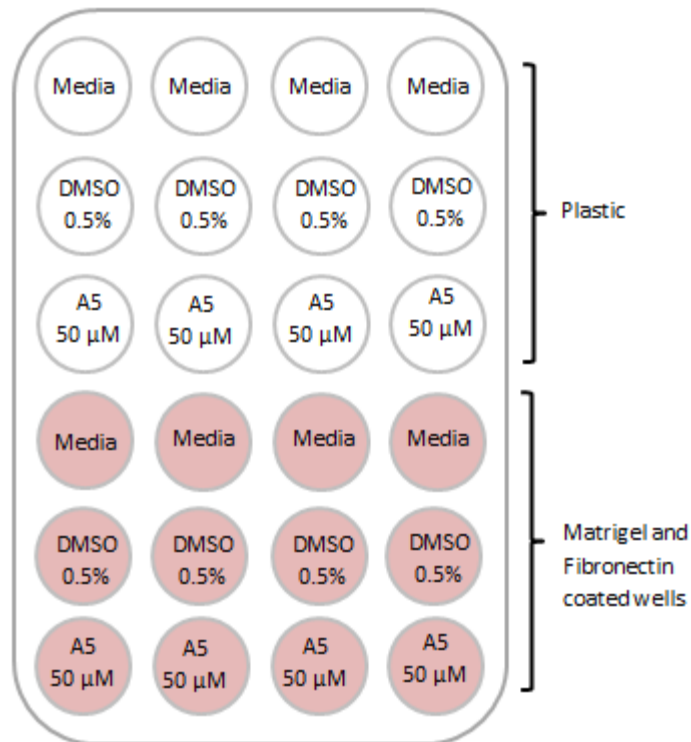 Media Media Media Media
DMSO DMSO DMSO DMSO
0.5% 0.5% 0.5% 0.5%
A5 A5 A5 A5
50 µM 50 µM 50 µM 50 µM
Plastic
Media Media Media Media
DMSO DMSO DMSO DMSO
0.5% 0.5% 0.5% 0.5%
A5 A5 A5 A5
50 µM 50 µM 50 µM 50 µM
Matrigel and
Fibronectin
coated wells